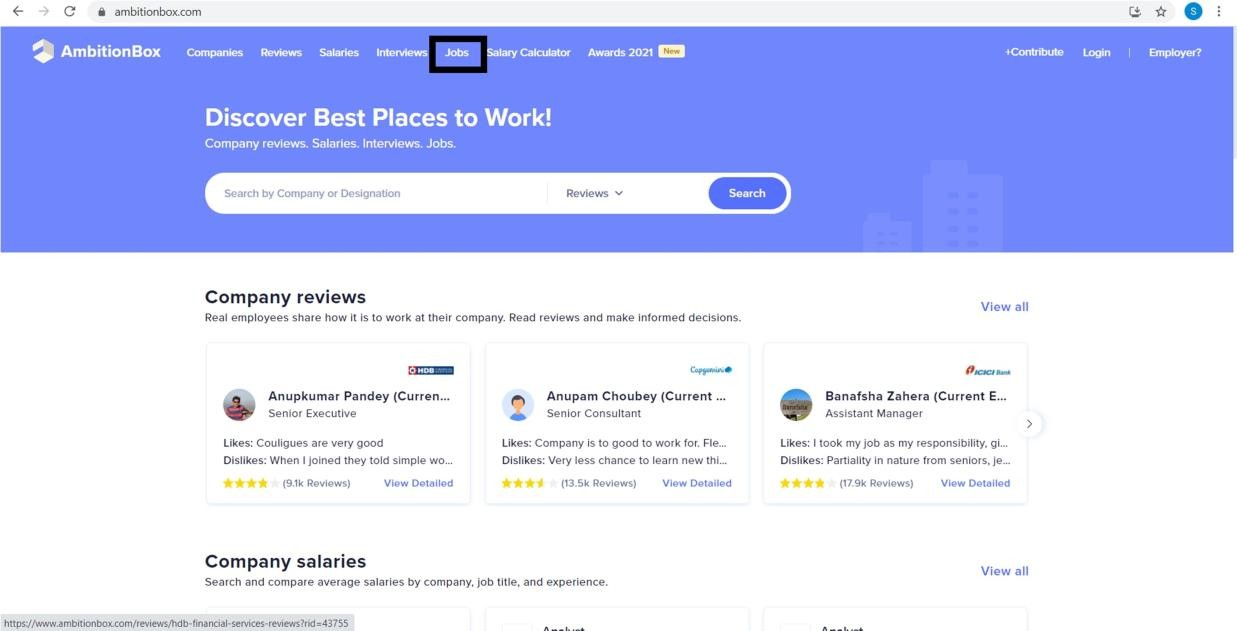 ambitionbox.com
S
AmbitionBox Companies Reviews Salaries Interviews Jobs Salary Calculator Awards 2021 New +Contribute Login | Employer?
Discover Best Places to Work!
Company reviews. Salaries. Interviews. Jobs.
Search by Company or Designation Reviews Search
Company reviews
View all
Real employees share how it is to work at their company. Read reviews and make informed decisions.
HDB
Anupkumar Pandey (Curren...
Senior Executive
Likes: Couligues are very good
Dislikes: When I joined they told simple wo...
(9.1k Reviews) View Detailed
Capgemini
Anupam Choubey (Current ...
Senior Consultant
Likes: Company is to good to work for. Fle...
Dislikes: Very less chance to learn new thi...
(13.5k Reviews) View Detailed
ICICI Bank
Banafsha Zahera (Current E...
Assistant Manager
Likes: I took my job as my responsibility, gi...
Dislikes: Partiality in nature from seniors, je...
(17.9k Reviews) View Detailed
Company salaries
View all
Search and compare average salaries by company, job title, and experience.
Analyst
Analyst
https://www.ambitionbox.com/reviews/hdb-financial-services-reviews?rid=43755